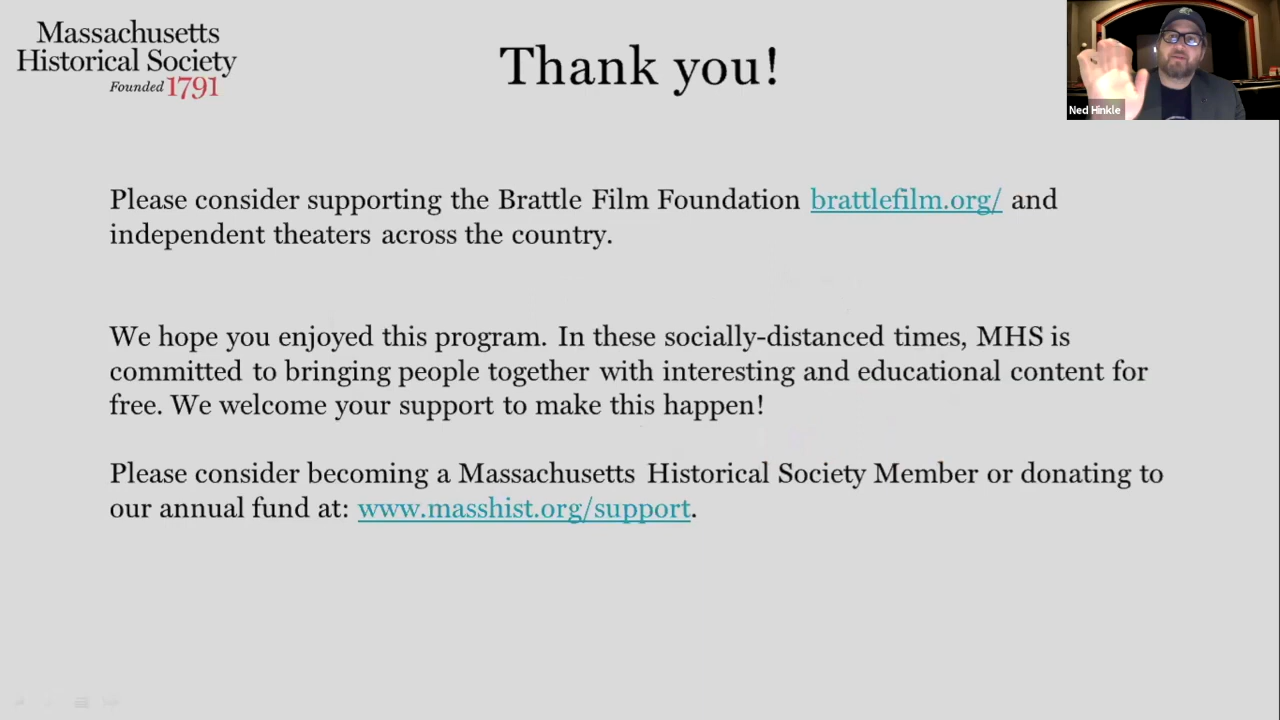 Massachusetts
Historical Society
Founded 1791
Thank you!
Ned Hinkle
Please consider supporting the Brattle Film Foundation brattlefilm.org/ and
independent theaters across the country.
We hope you enjoyed this program. In these socially-distanced times, MHS is
committed to bringing people together with interesting and educational content for
free. We welcome your support to make this happen!
Please consider becoming a Massachusetts Historical Society Member or donating to
our annual fund at: www.masshist.org/support.